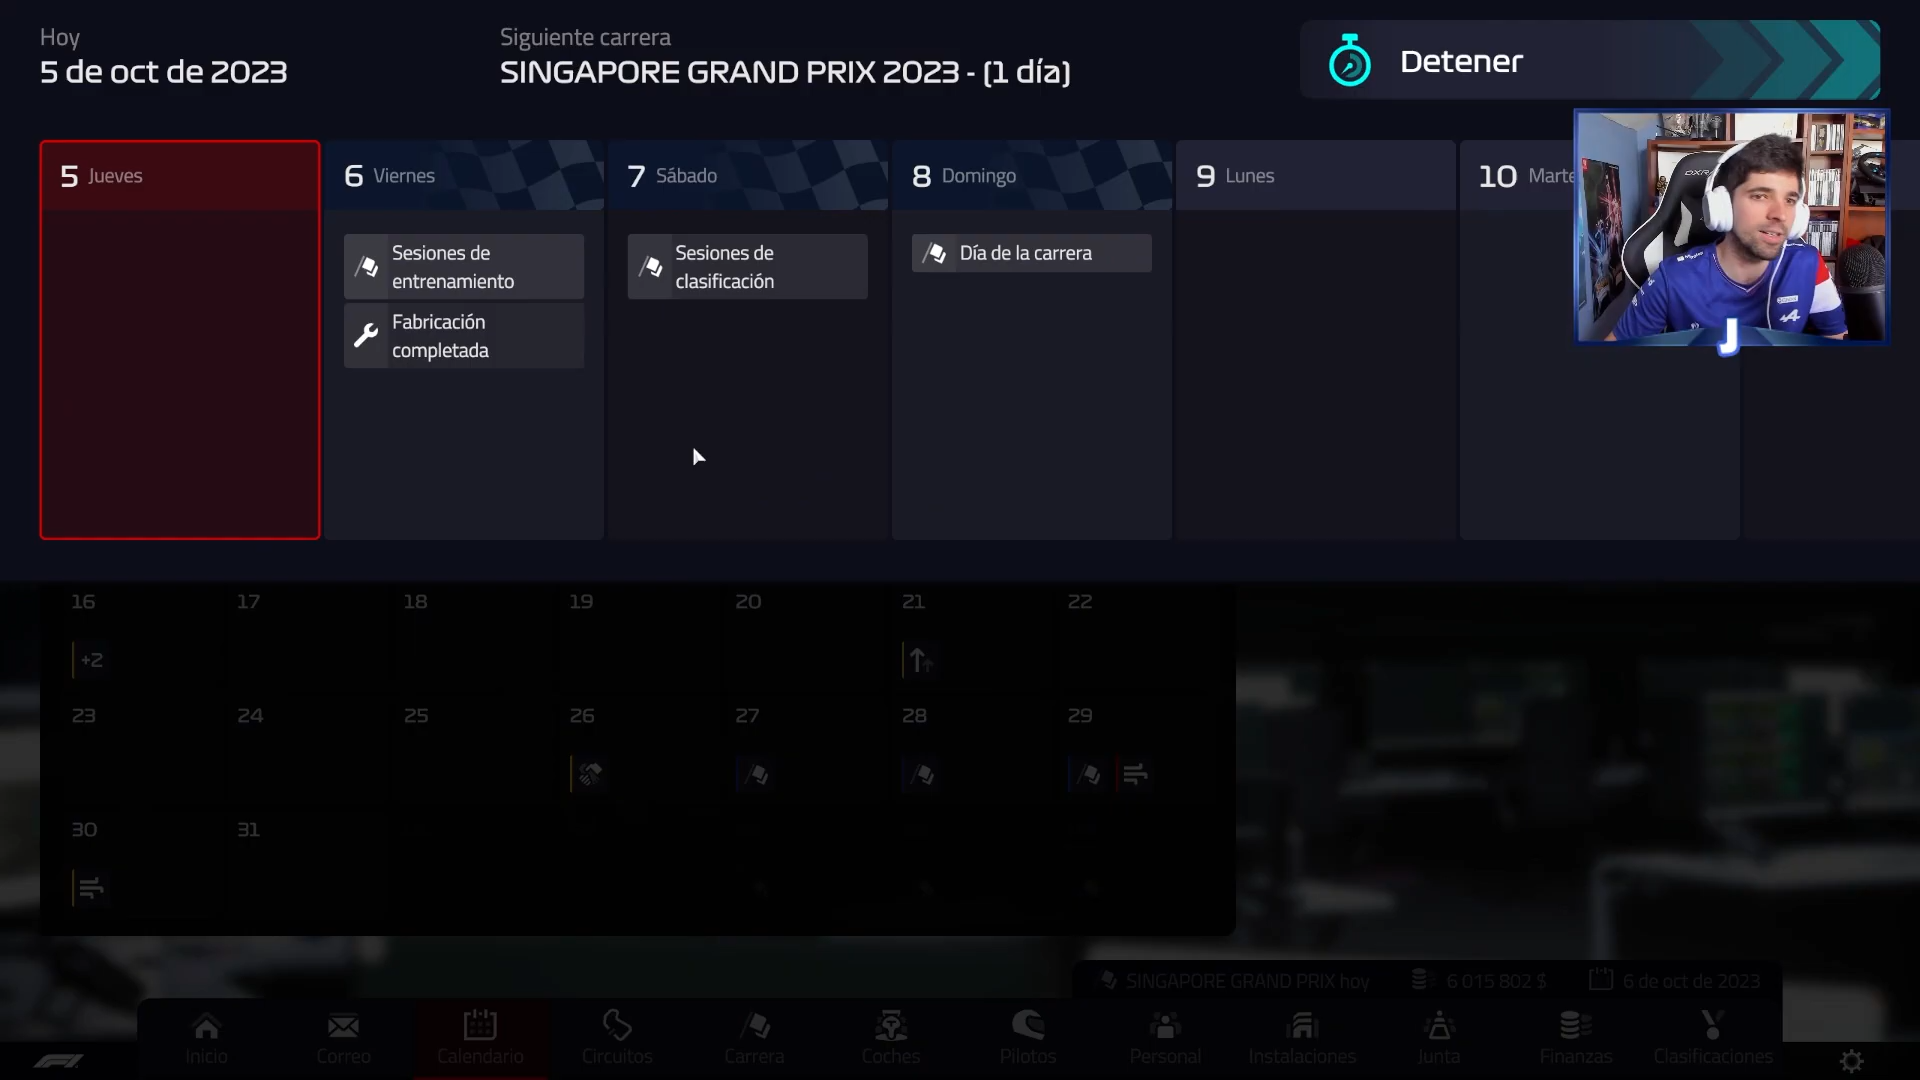 Hoy
5 de oct de 2023
Siguiente carrera
SINGAPORE GRAND PRIX 2023 - (1 día)
Detener
5 Jueves
6 Viernes
7 Sábado
8 Domingo
9 Lunes
10 Marte
Sesiones de
entrenamiento
Fabricación
completada
Sesiones de
clasificación
Día de la carrera
J
16
17
18
19
20
21
22
+2
23
24
25
26
27
28
29
30
31
SINGAPORE GRAND PRIX hoy
6 015 802 $
6 de oct de 2023
Inicio
Correo
Calendario
Circuitos
Carrera
Coches
Pilotos
Personal
Instalaciones
Junta
Finanzas
Clasificaciones